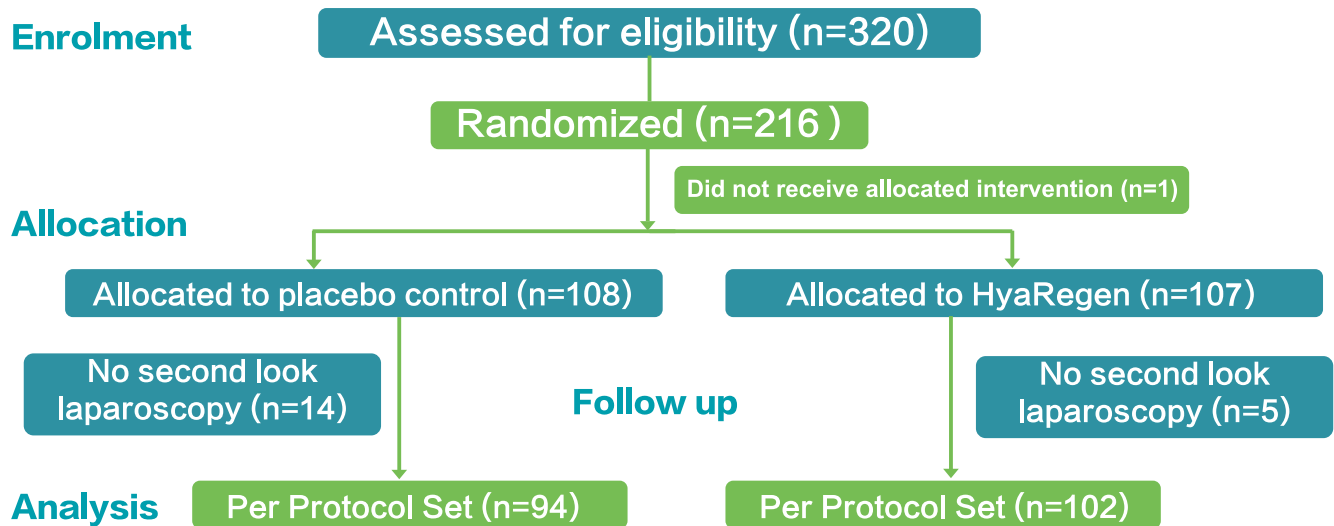 Enrolment
Assessed for eligibility (n=320)
Randomized (n=216 )
Did not receive allocated intervention (n=1)
Allocation
Allocated to placebo control (n=108)
Allocated to HyaRegen (n=107)
No second look
laparoscopy (n=14)
Follow up
No second look
laparoscopy (n=5)
Analysis
Per Protocol Set (n=94)
Per Protocol Set (n=102)